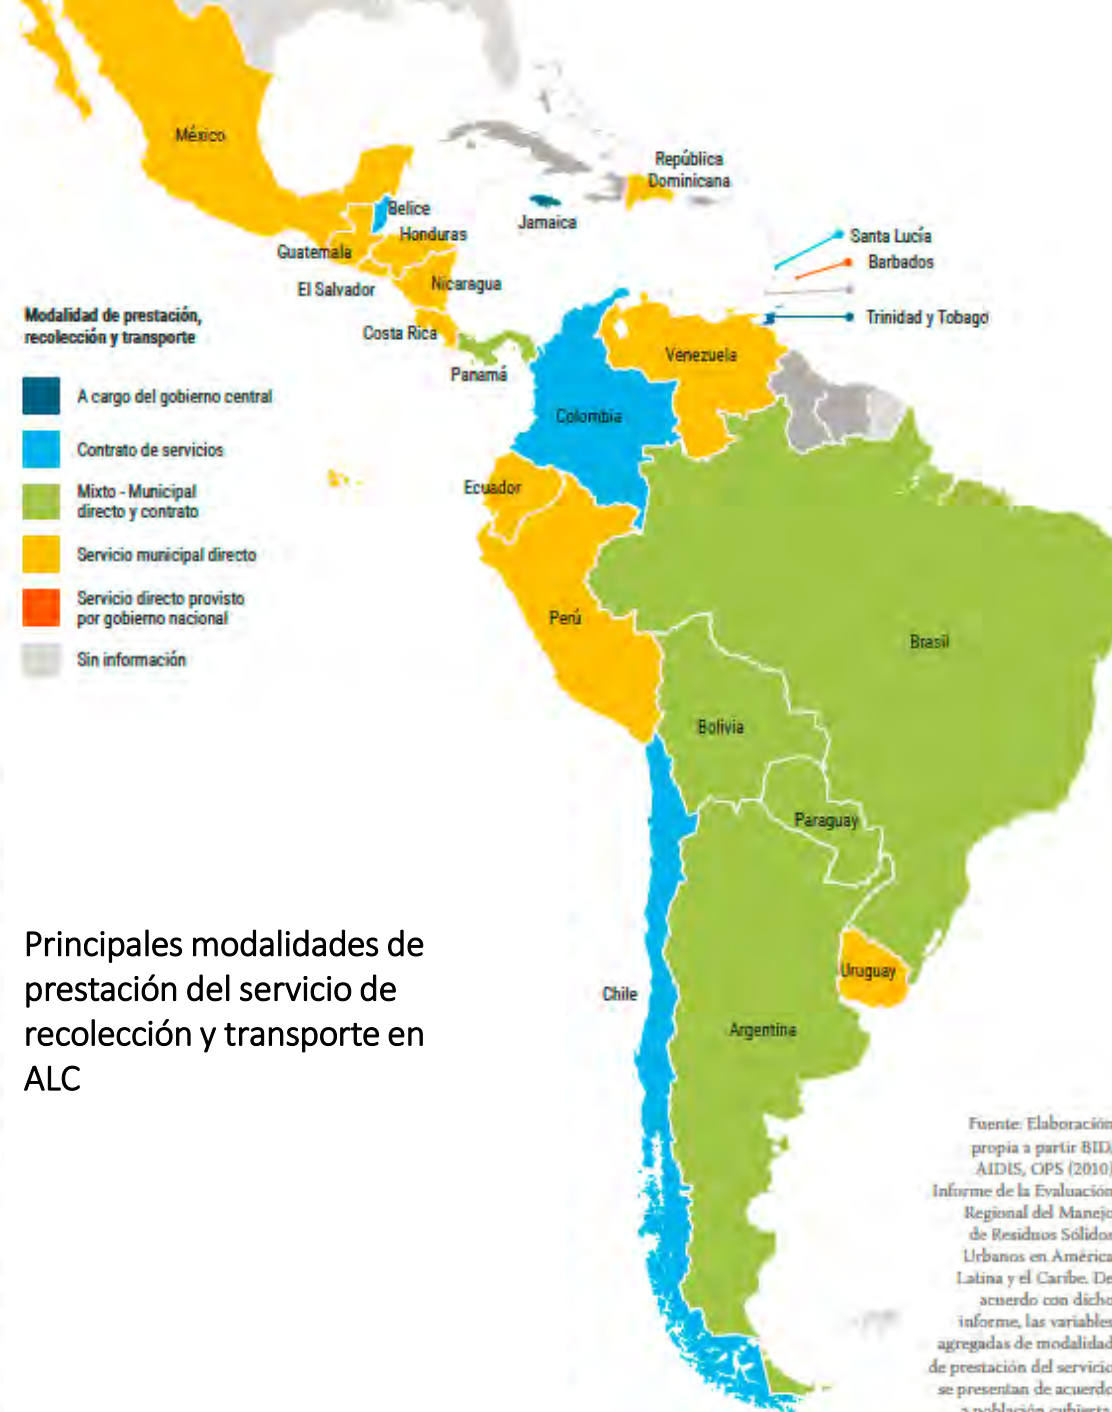 México
República
Dominicana
Belice
Jamaica
Honduras
Guatemala
Santa Lucía
Barbados
El Salvador
Nicaragua
Trinidad y Tobago
Modalidad de prestación,
recolección y transporte
Costa Rica
Venezuela
Panamá
A cargo del gobierno central
Colombia
Contrato de servicios
Ecuador
Mixto - Municipal
directo y contrato
Servicio municipal directo
Servicio directo provisto
por gobierno nacional
Perú
Brasil
Sin información
Bolivia
Paraguay
Principales modalidades de
prestación del servicio de
recolección y transporte en
ALC
Uruguay
Chile
Argentina
Fuente: Elaboración
propia a partir BID,
AIDIS, OPS (2010)
Informe de la Evaluación
Regional del Manejo
de Residuos Sólidos
Urbanos en América
Latina y el Caribe. De
acuerdo con dicho
informe, las variables
agregadas de modalidad
de prestación del servicio
se presentan de acuerdo
a población cubierta.